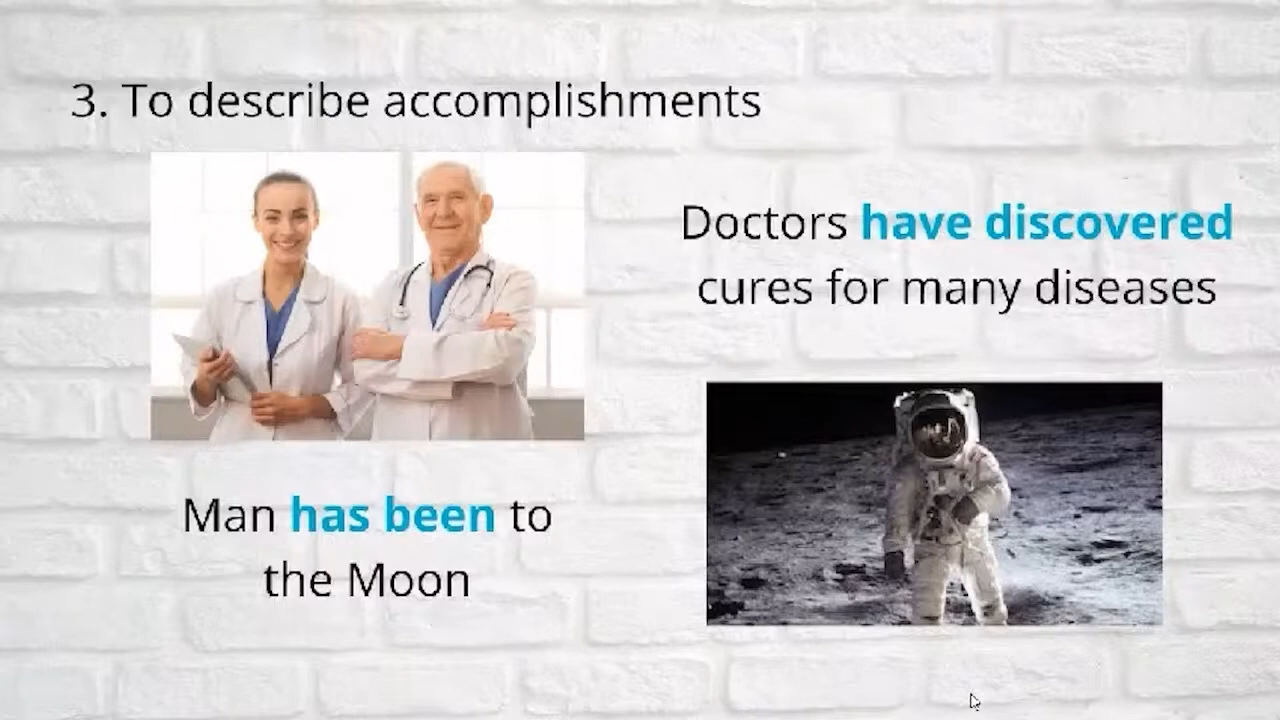 3. To describe accomplishments
Doctors have discovered
cures for many diseases
Man has been to
the Moon